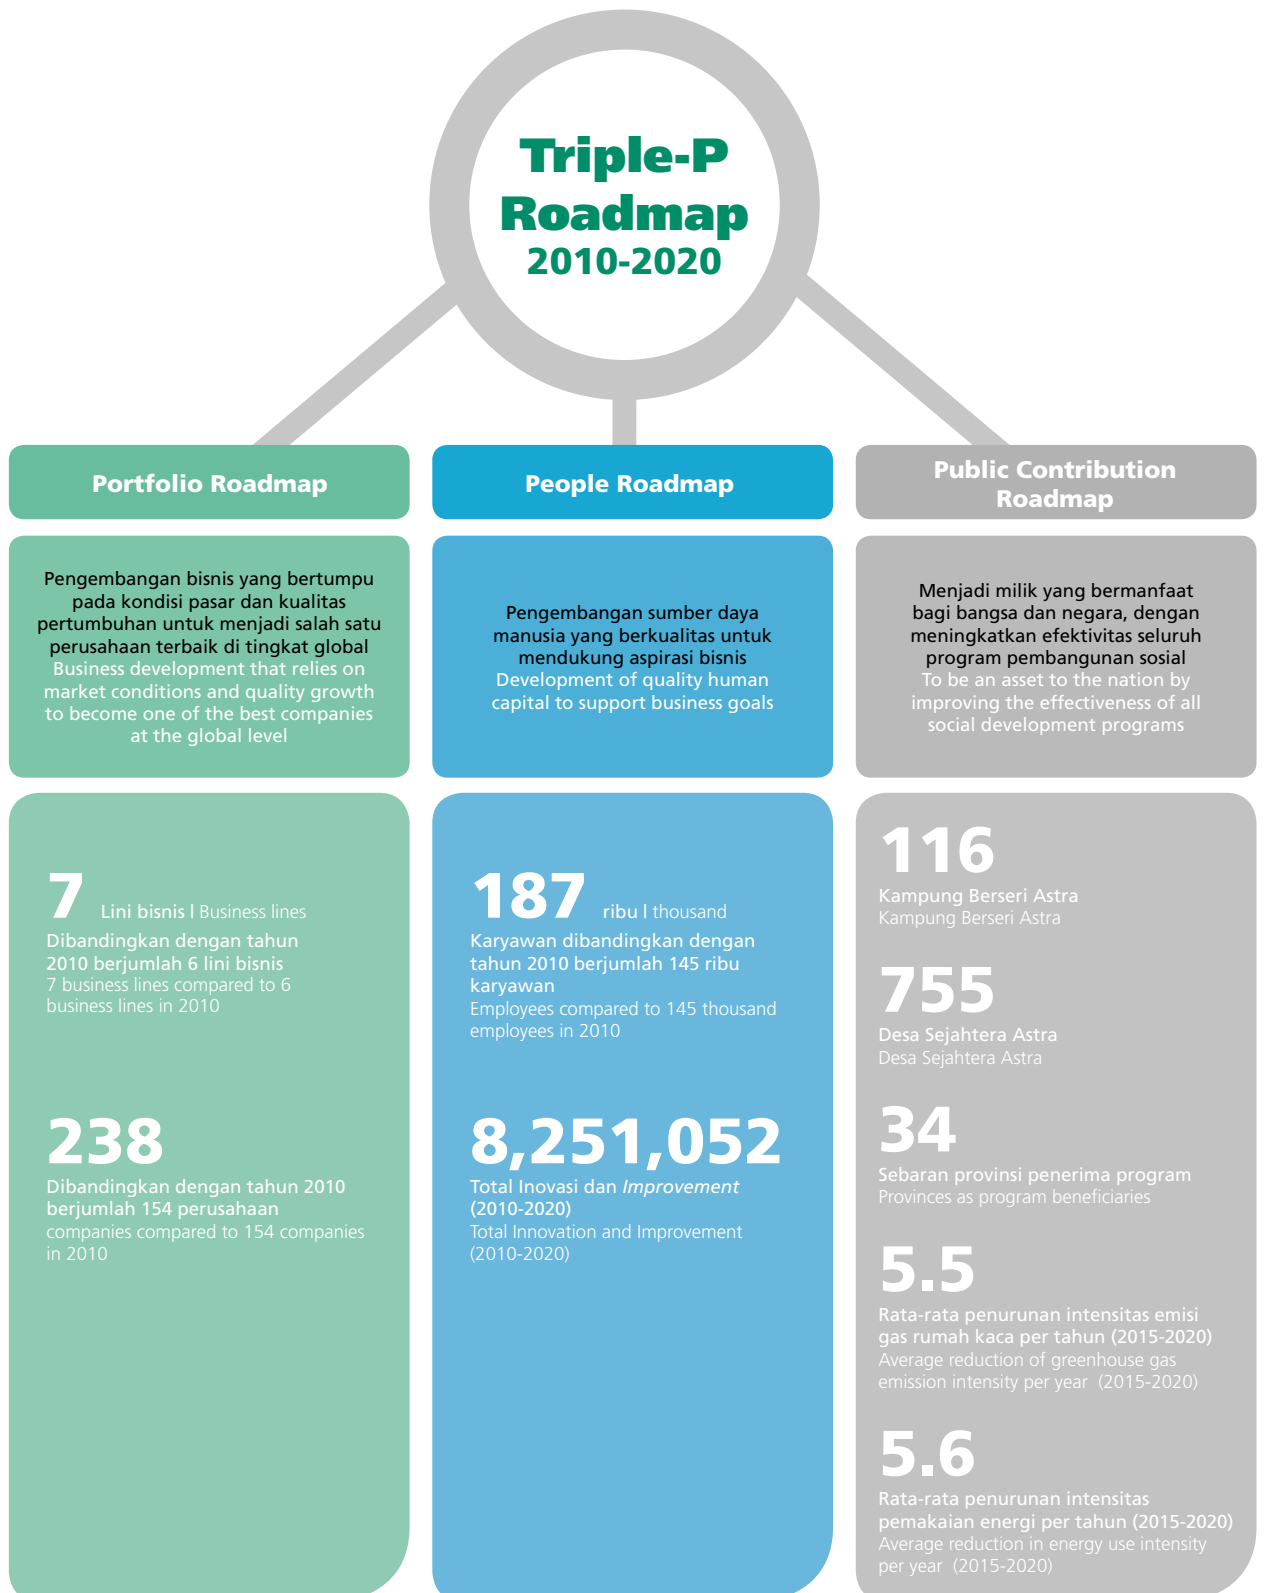 Triple-P
Roadmap
2010-2020
Portfolio Roadmap
Pengembangan bisnis yang bertumpu
pada kondisi pasar dan kualitas
pertumbuhan untuk menjadi salah satu
perusahaan terbaik di tingkat global
Business development that relies on
market conditions and quality growth
to become one of the best companies
at the global level
7 Lini bisnis | Business lines
Dibandingkan dengan tahun
2010 berjumlah 6 lini bisnis
7 business lines compared to 6
business lines in 2010
238
Dibandingkan dengan tahun 2010
berjumlah 154 perusahaan
companies compared to 154 companies
in 2010
People Roadmap
Pengembangan sumber daya
manusia yang berkualitas untuk
mendukung aspirasi bisnis
Development of quality human
capital to support business goals
187 ribu | thousand
Karyawan dibandingkan dengan
tahun 2010 berjumlah 145 ribu
karyawan
Employees compared to 145 thousand
employees in 2010
8,251,052
Total Inovasi dan Improvement
(2010-2020)
Total Innovation and Improvement
(2010-2020)
Public Contribution
Roadmap
Menjadi milik yang bermanfaat
bagi bangsa dan negara, dengan
meningkatkan efektivitas seluruh
program pembangunan sosial
To be an asset to the nation by
improving the effectiveness of all
social development programs
116
Kampung Berseri Astra
Kampung Berseri Astra
755
Desa Sejahtera Astra
Desa Sejahtera Astra
34
Sebaran provinsi penerima program
Provinces as program beneficiaries
5.5
Rata-rata penurunan intensitas emisi
gas rumah kaca per tahun (2015-2020)
Average reduction of greenhouse gas
emission intensity per year (2015-2020)
5.6
Rata-rata penurunan intensitas
pemakaian energi per tahun (2015-2020)
Average reduction in energy use intensity
per year (2015-2020)